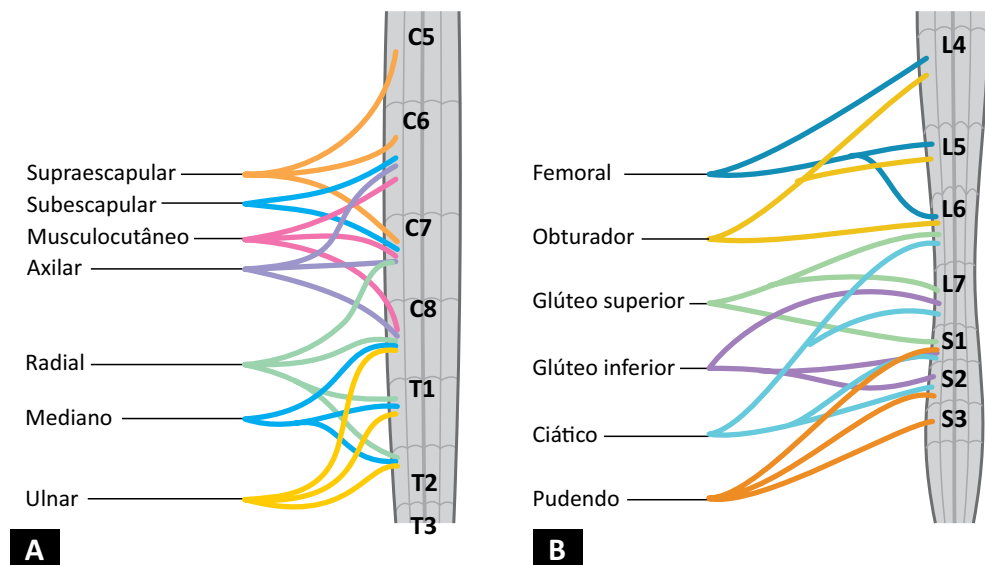 C5
C6
Supraescapular
Subescapular
Musculocutâneo
C7
Axilar
C8
Radial
T1
Mediano
T2
Ulnar
T3
A
L4
L5
Femoral
L6
Obturador
L7
Glúteo superior
S1
Glúteo inferior
S2
S3
Ciático
Pudendo
B